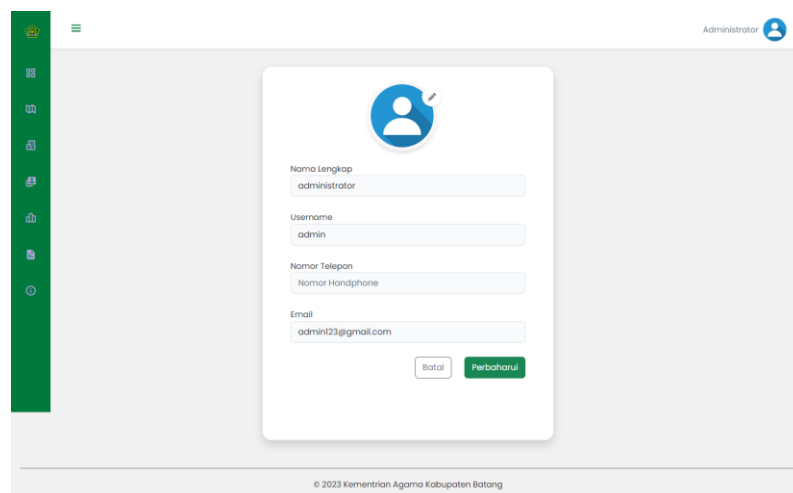 Administrator
Nama Lengkap
administrator
Username
admin
Nomor Telepon
Nomor Handphone
Email
admin123@gmail.com
Batal Perbaharui
© 2023 Kementrian Agama Kabupaten Batang